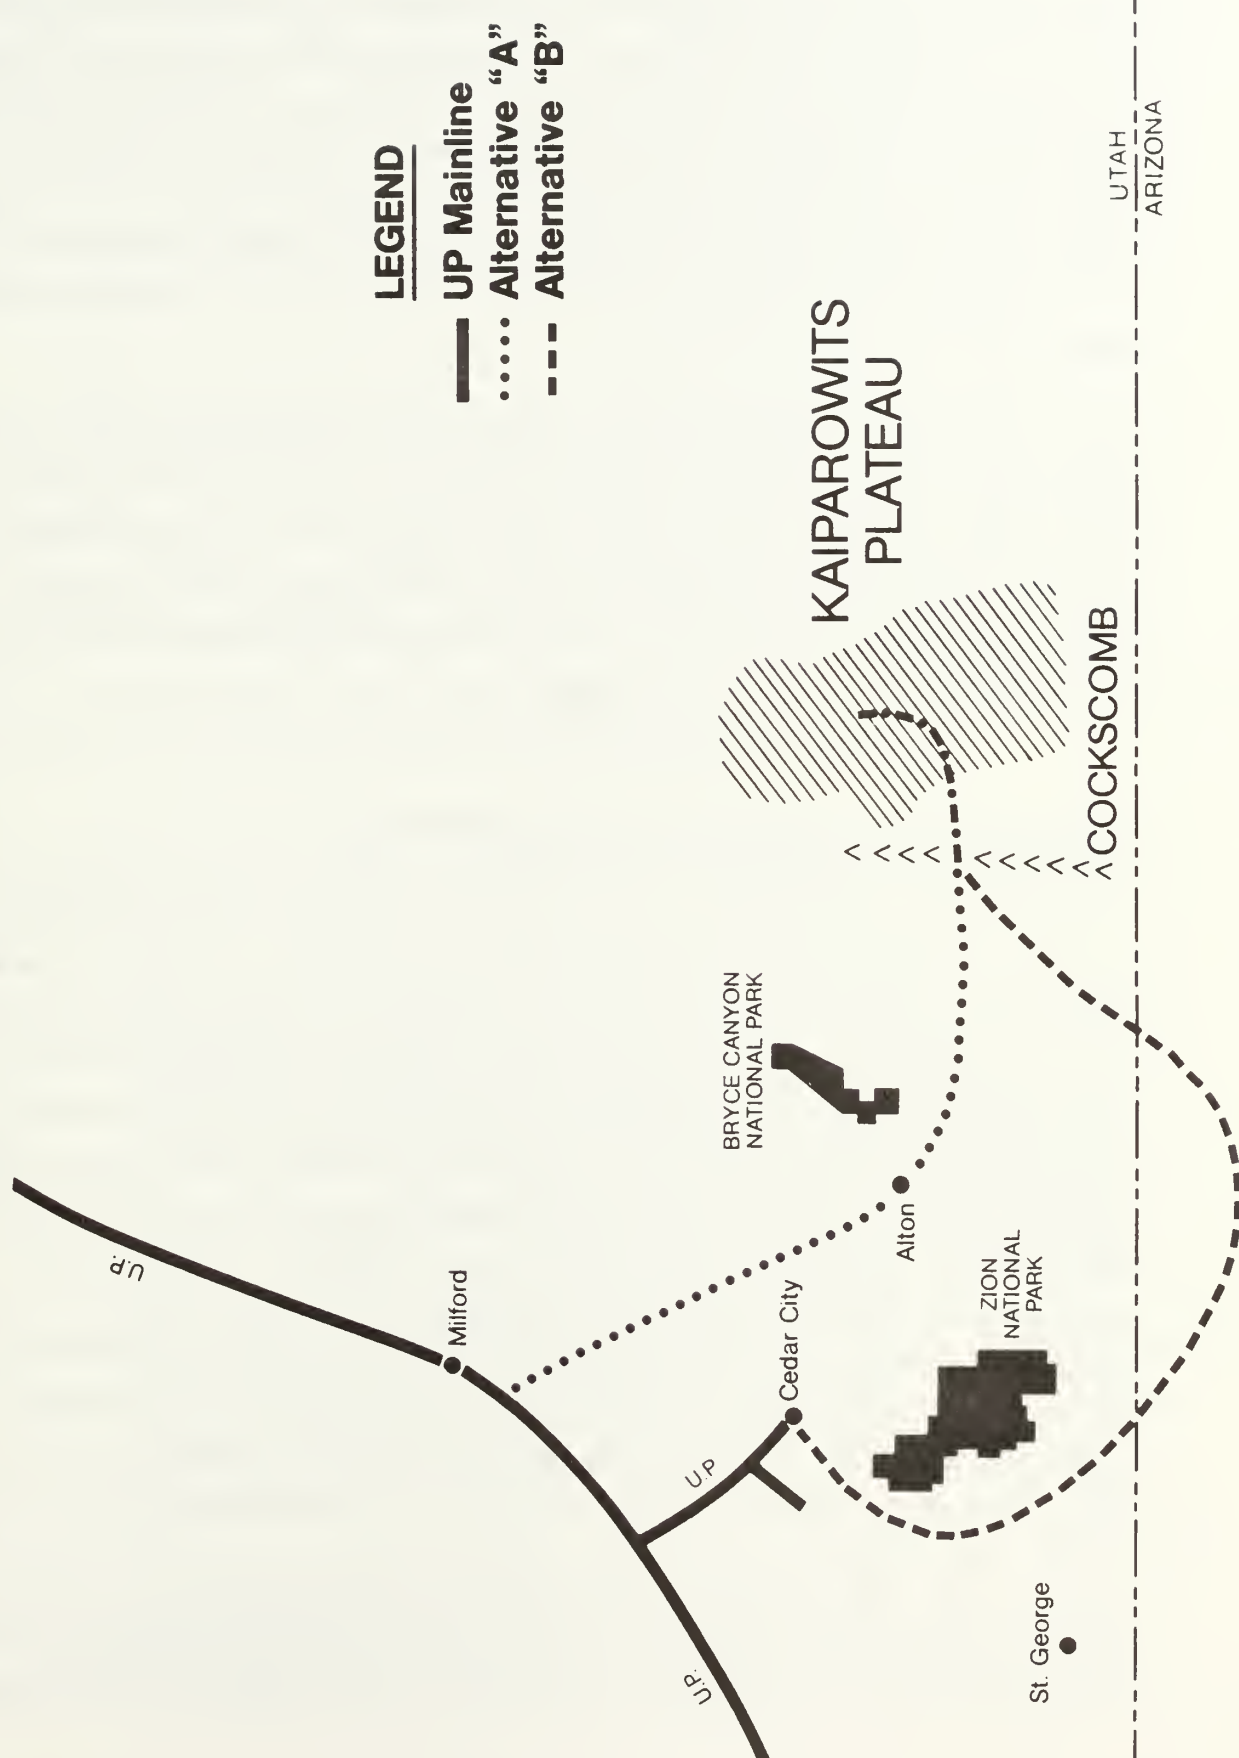 LEGEND
UP Mainline
Alternative “A”
Alternative “B”
U.P.
Milford
U.P
U.P.
Cedar City
Alton
BRYCE CANYON
NATIONAL PARK
ZION
NATIONAL
PARK
St. George
KAIPAROWITS
PLATEAU
COCKSCOMB
UTAH
ARIZONA